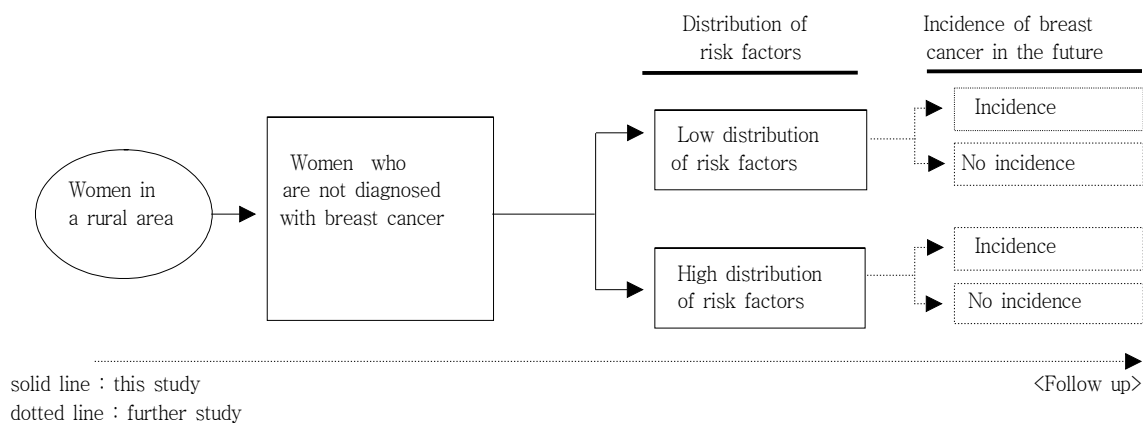 Distribution of
risk factors
Incidence of breast
cancer in the future
Women in
a rural area
Women who
are not diagnosed
with breast cancer
Low distribution
of risk factors
Incidence
No incidence
High distribution
of risk factors
Incidence
No incidence
solid line : this study
dotted line : further study
<Follow up>